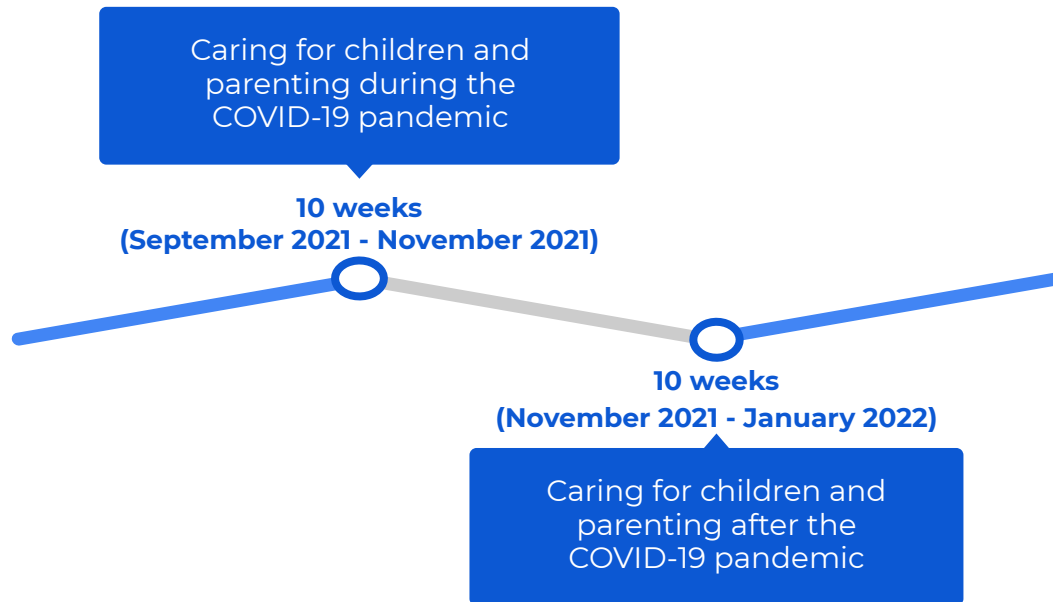 Caring for children and
parenting during the
COVID-19 pandemic
10 weeks
(September 2021 - November 2021)
10 weeks
(November 2021 - January 2022)
Caring for children and
parenting after the
COVID-19 pandemic